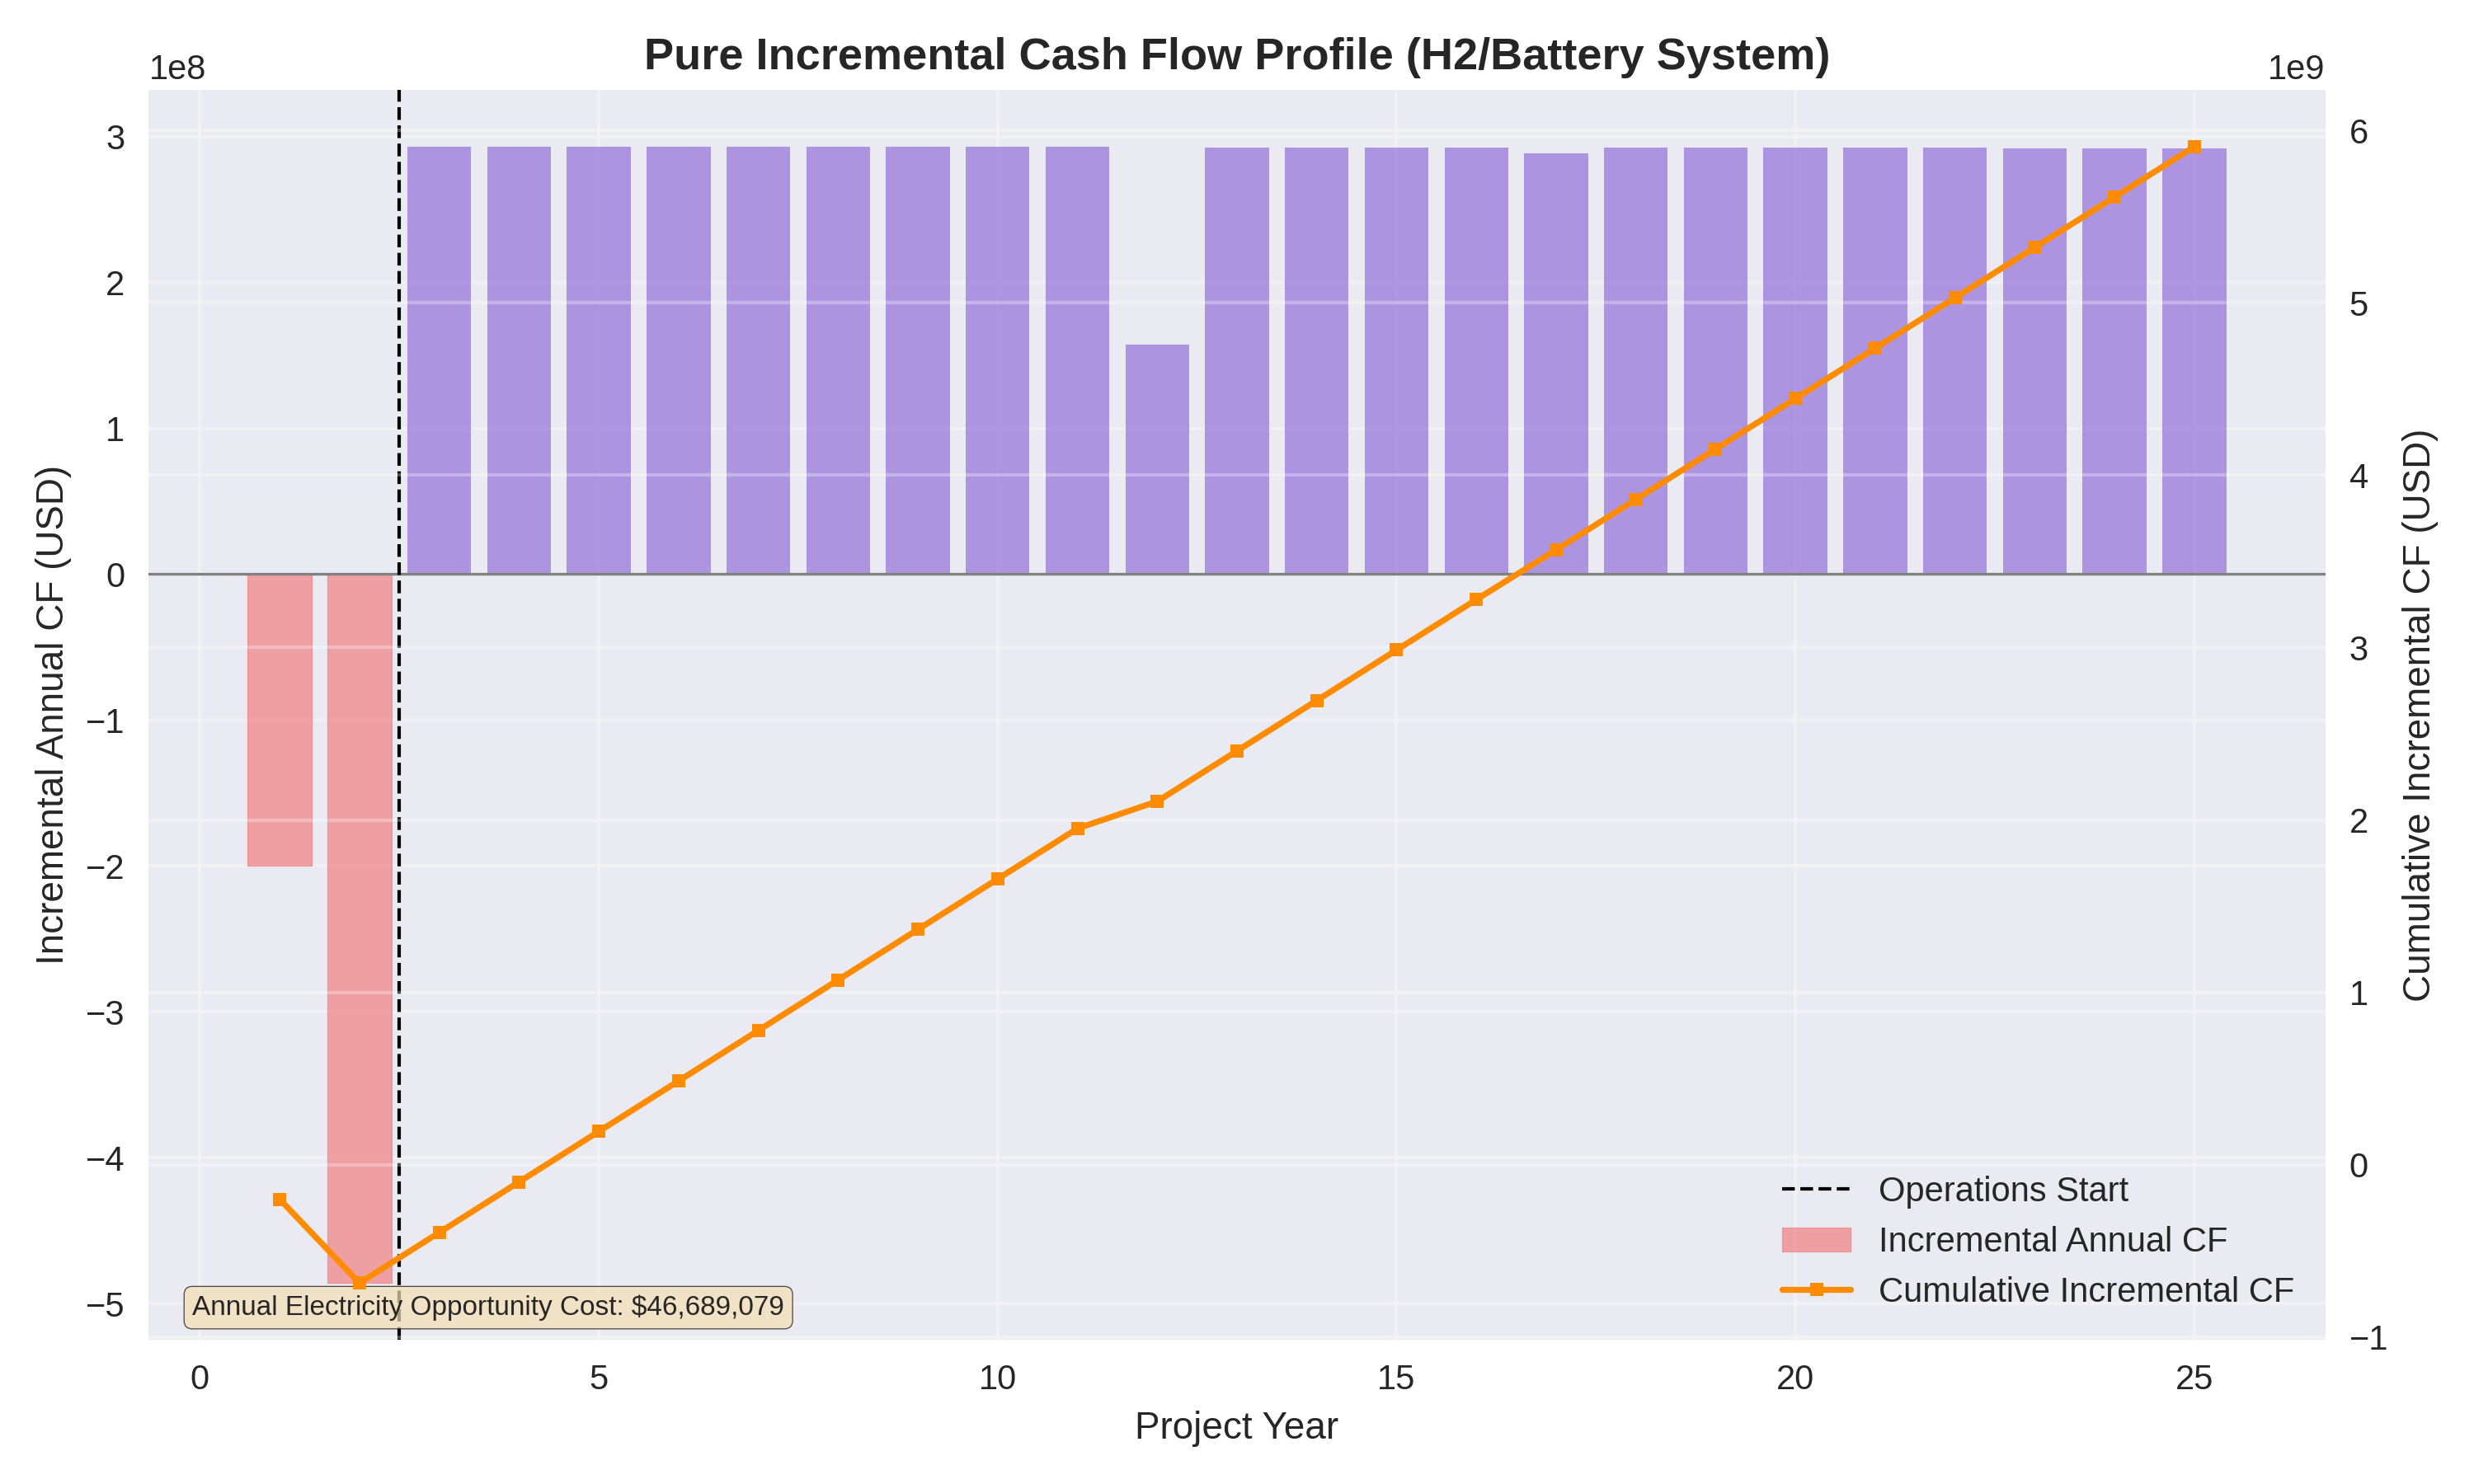 Pure Incremental Cash Flow Profile (H2/Battery System)
1e8
1e9
3
2
1
0
−1
−2
−3
−4
−5
Incremental Annual CF (USD)
6
5
4
3
2
1
0
−1
Cumulative Incremental CF (USD)
Operations Start
Incremental Annual CF
Cumulative Incremental CF
Annual Electricity Opportunity Cost: $46,689,079
0 5 10 15 20 25
Project Year